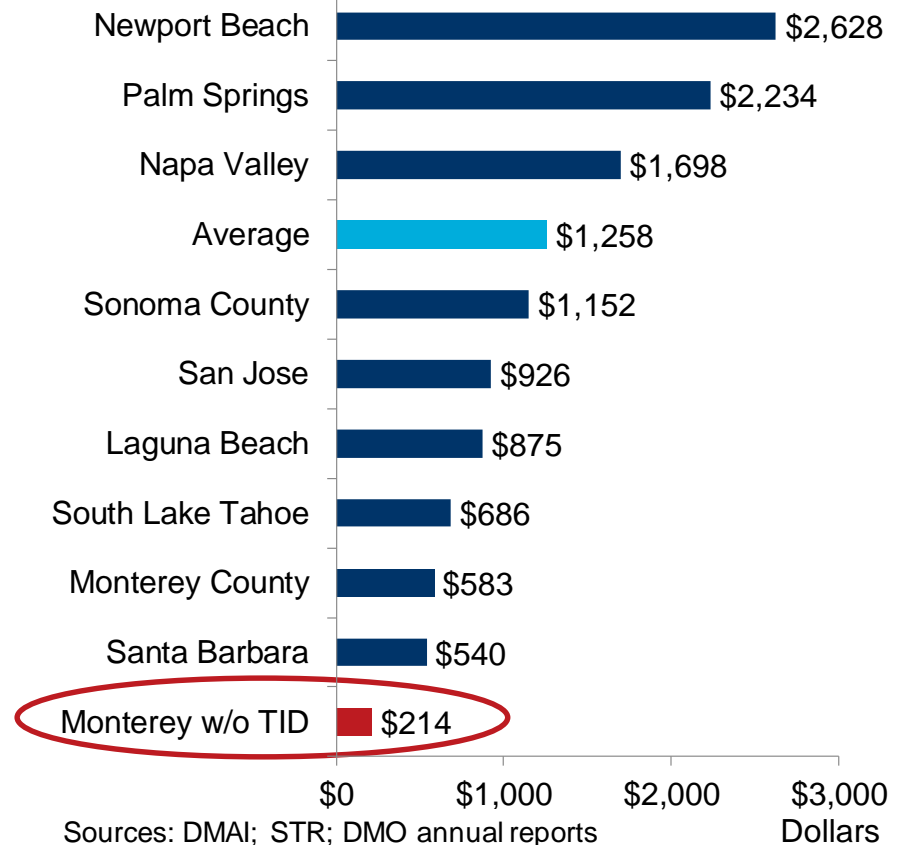 Newport Beach $2,628
Palm Springs $2,234
Napa Valley $1,698
Average $1,258
Sonoma County $1,152
San Jose $926
Laguna Beach $875
South Lake Tahoe $686
Monterey County $583
Santa Barbara $540
Monterey w/o TID $214
$0 $1,000 $2,000 $3,000
Sources: DMAI; STR; DMO annual reports Dollars